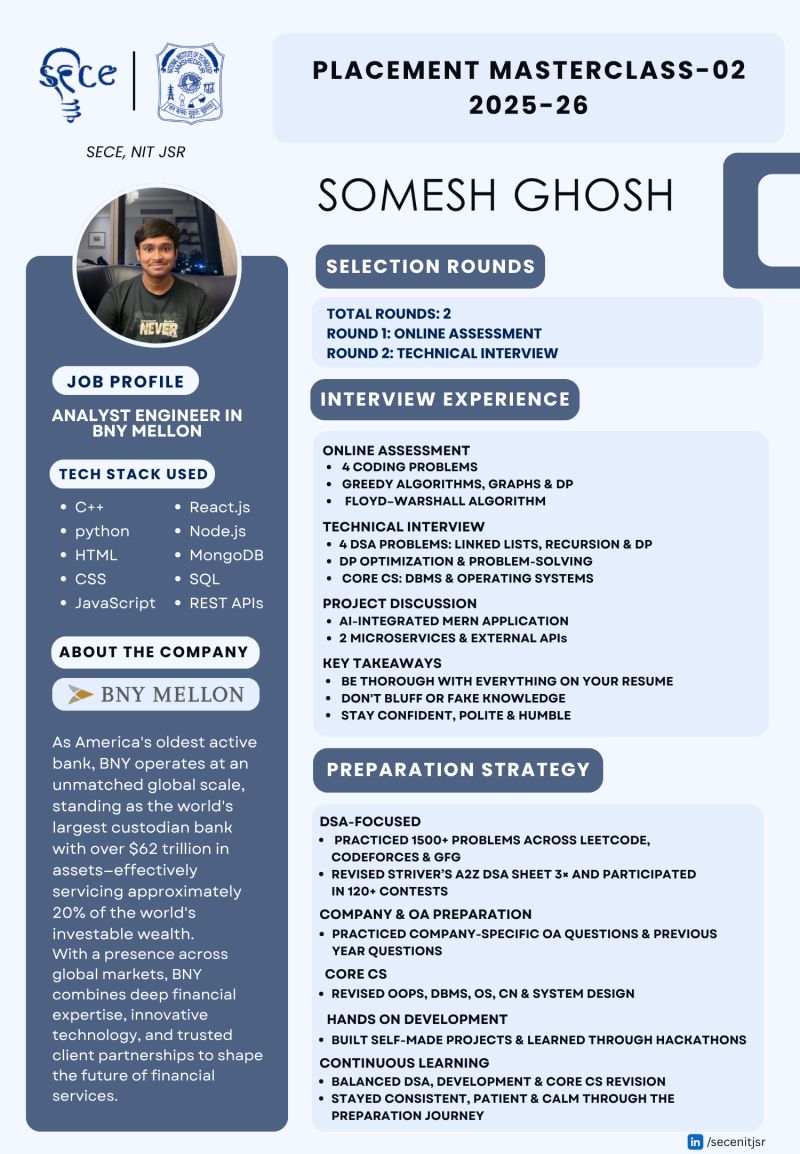 sece
NATIONAL INSTITUTE OF TECHNOLOGY
JAMSHEDPUR
SECE, NIT JSR
PLACEMENT MASTERCLASS-02
2025-26
SOMESH GHOSH
NEVER
JOB PROFILE
ANALYST ENGINEER IN
BNY MELLON
TECH STACK USED
• C++
• python
• HTML
• CSS
• JavaScript
• React.js
• Node.js
• MongoDB
• SQL
• REST APIs
ABOUT THE COMPANY
BNY MELLON
As America's oldest active
bank, BNY operates at an
unmatched global scale,
standing as the world's
largest custodian bank
with over $62 trillion in
assets—effectively
servicing approximately
20% of the world's
investable wealth.
With a presence across
global markets, BNY
combines deep financial
expertise, innovative
technology, and trusted
client partnerships to shape
the future of financial
services.
SELECTION ROUNDS
TOTAL ROUNDS: 2
ROUND 1: ONLINE ASSESSMENT
ROUND 2: TECHNICAL INTERVIEW
INTERVIEW EXPERIENCE
ONLINE ASSESSMENT
• 4 CODING PROBLEMS
• GREEDY ALGORITHMS, GRAPHS & DP
• FLOYD–WARSHALL ALGORITHM
TECHNICAL INTERVIEW
• 4 DSA PROBLEMS: LINKED LISTS, RECURSION & DP
• DP OPTIMIZATION & PROBLEM-SOLVING
• CORE CS: DBMS & OPERATING SYSTEMS
PROJECT DISCUSSION
• AI-INTEGRATED MERN APPLICATION
• 2 MICROSERVICES & EXTERNAL APIs
KEY TAKEAWAYS
• BE THOROUGH WITH EVERYTHING ON YOUR RESUME
• DON'T BLUFF OR FAKE KNOWLEDGE
• STAY CONFIDENT, POLITE & HUMBLE
PREPARATION STRATEGY
DSA-FOCUSED
• PRACTICED 1500+ PROBLEMS ACROSS LEETCODE,
CODEFORCES & GFG
• REVISED STRIVER'S A2Z DSA SHEET 3× AND PARTICIPATED
IN 120+ CONTESTS
COMPANY & OA PREPARATION
• PRACTICED COMPANY-SPECIFIC OA QUESTIONS & PREVIOUS
YEAR QUESTIONS
CORE CS
• REVISED OOPS, DBMS, OS, CN & SYSTEM DESIGN
HANDS ON DEVELOPMENT
• BUILT SELF-MADE PROJECTS & LEARNED THROUGH HACKATHONS
CONTINUOUS LEARNING
• BALANCED DSA, DEVELOPMENT & CORE CS REVISION
• STAYED CONSISTENT, PATIENT & CALM THROUGH THE
PREPARATION JOURNEY
in /secenitjsr